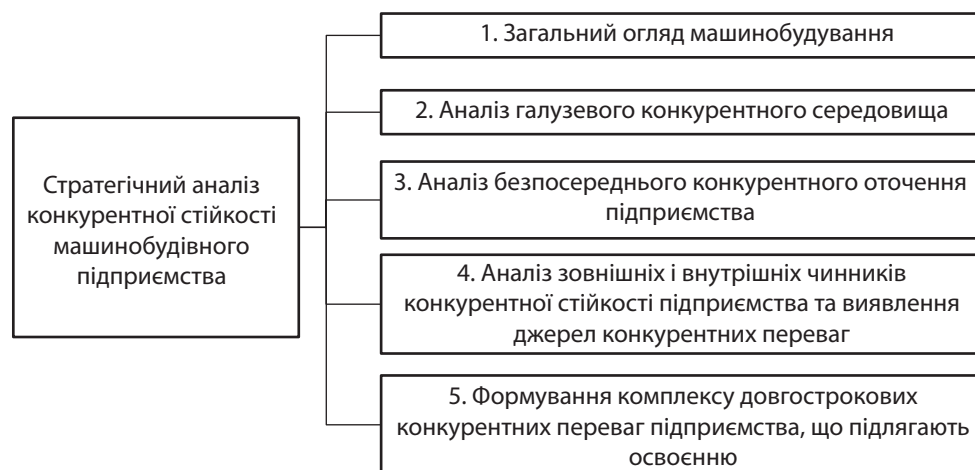 Стратегічний аналіз
конкурентної стійкості
машинобудівного
підприємства
1. Загальний огляд машинобудування
2. Аналіз галузевого конкурентного середовища
3. Аналіз безпосереднього конкурентного оточення
підприємства
4. Аналіз зовнішніх і внутрішніх чинників
конкурентної стійкості підприємства та виявлення
джерел конкурентних переваг
5. Формування комплексу довгострокових
конкурентних переваг підприємства, що підлягають
освоєнню